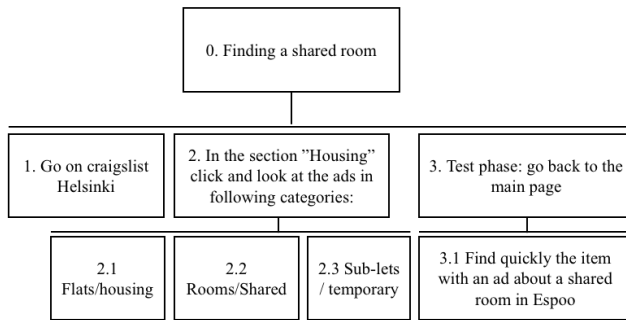 0. Finding a shared room
1. Go on craigslist
Helsinki
2. In the section ”Housing”
click and look at the ads in
following categories:
3. Test phase: go back to the
main page
2.1
Flats/housing
2.2
Rooms/Shared
2.3 Sub-lets
/ temporary
3.1 Find quickly the item
with an ad about a shared
room in Espoo